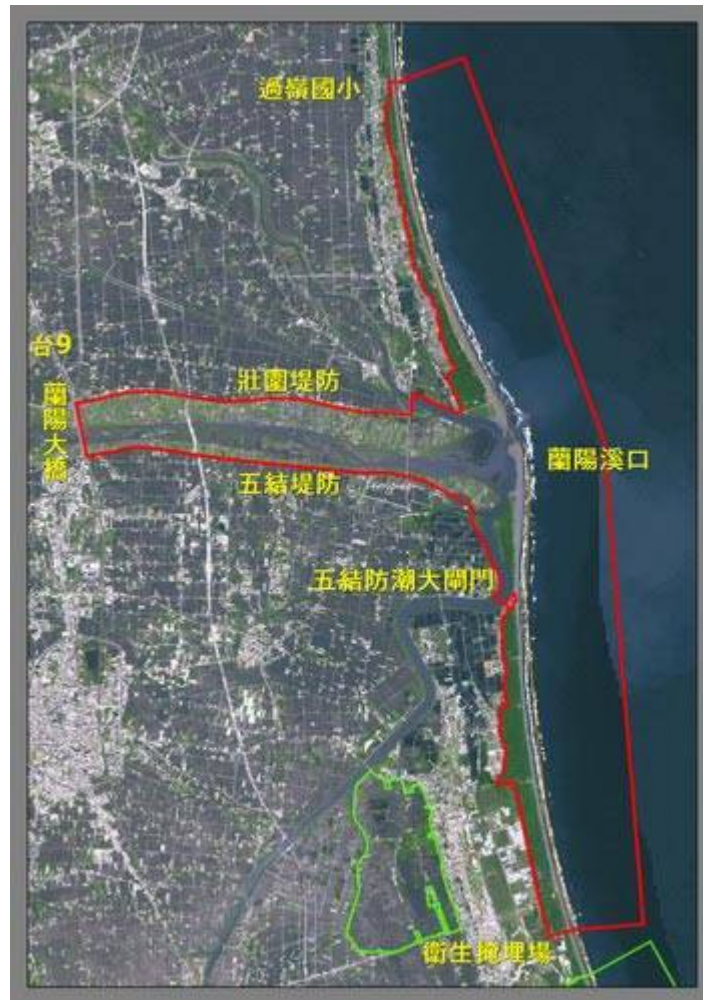 過嶺國小
台9
蘭陽大橋
壯圍堤防
蘭陽溪口
五結堤防
五結防潮大閘門
衛生掩埋場